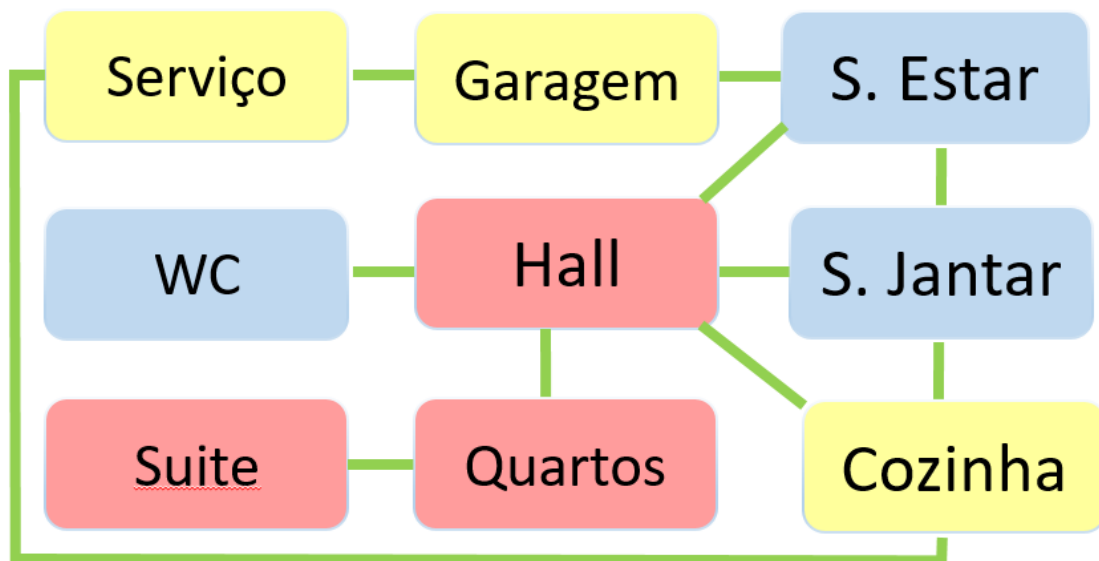 Serviço
Garagem
S. Estar
WC
Hall
S. Jantar
Suite
Quartos
Cozinha